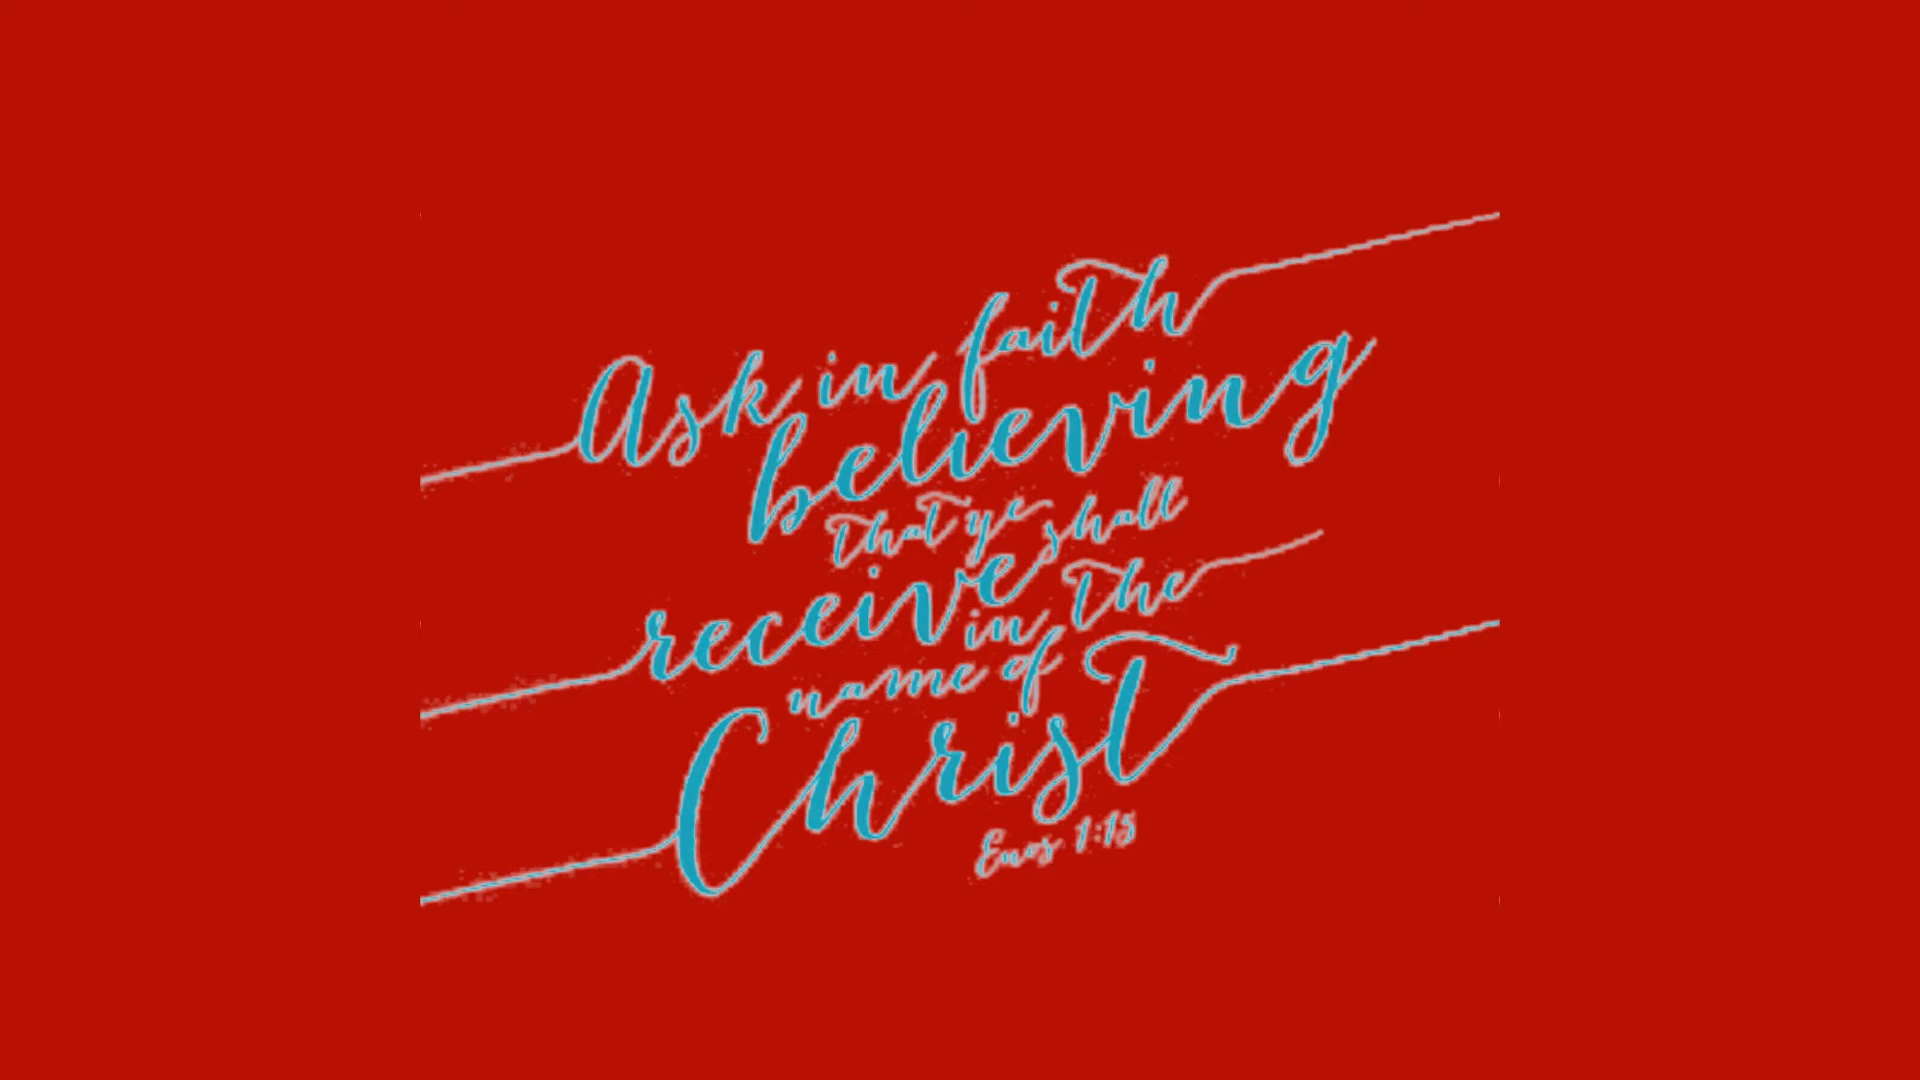 Ask in faith
believing
that ye shall
receive
in the
name of
Christ
Enos 1:15